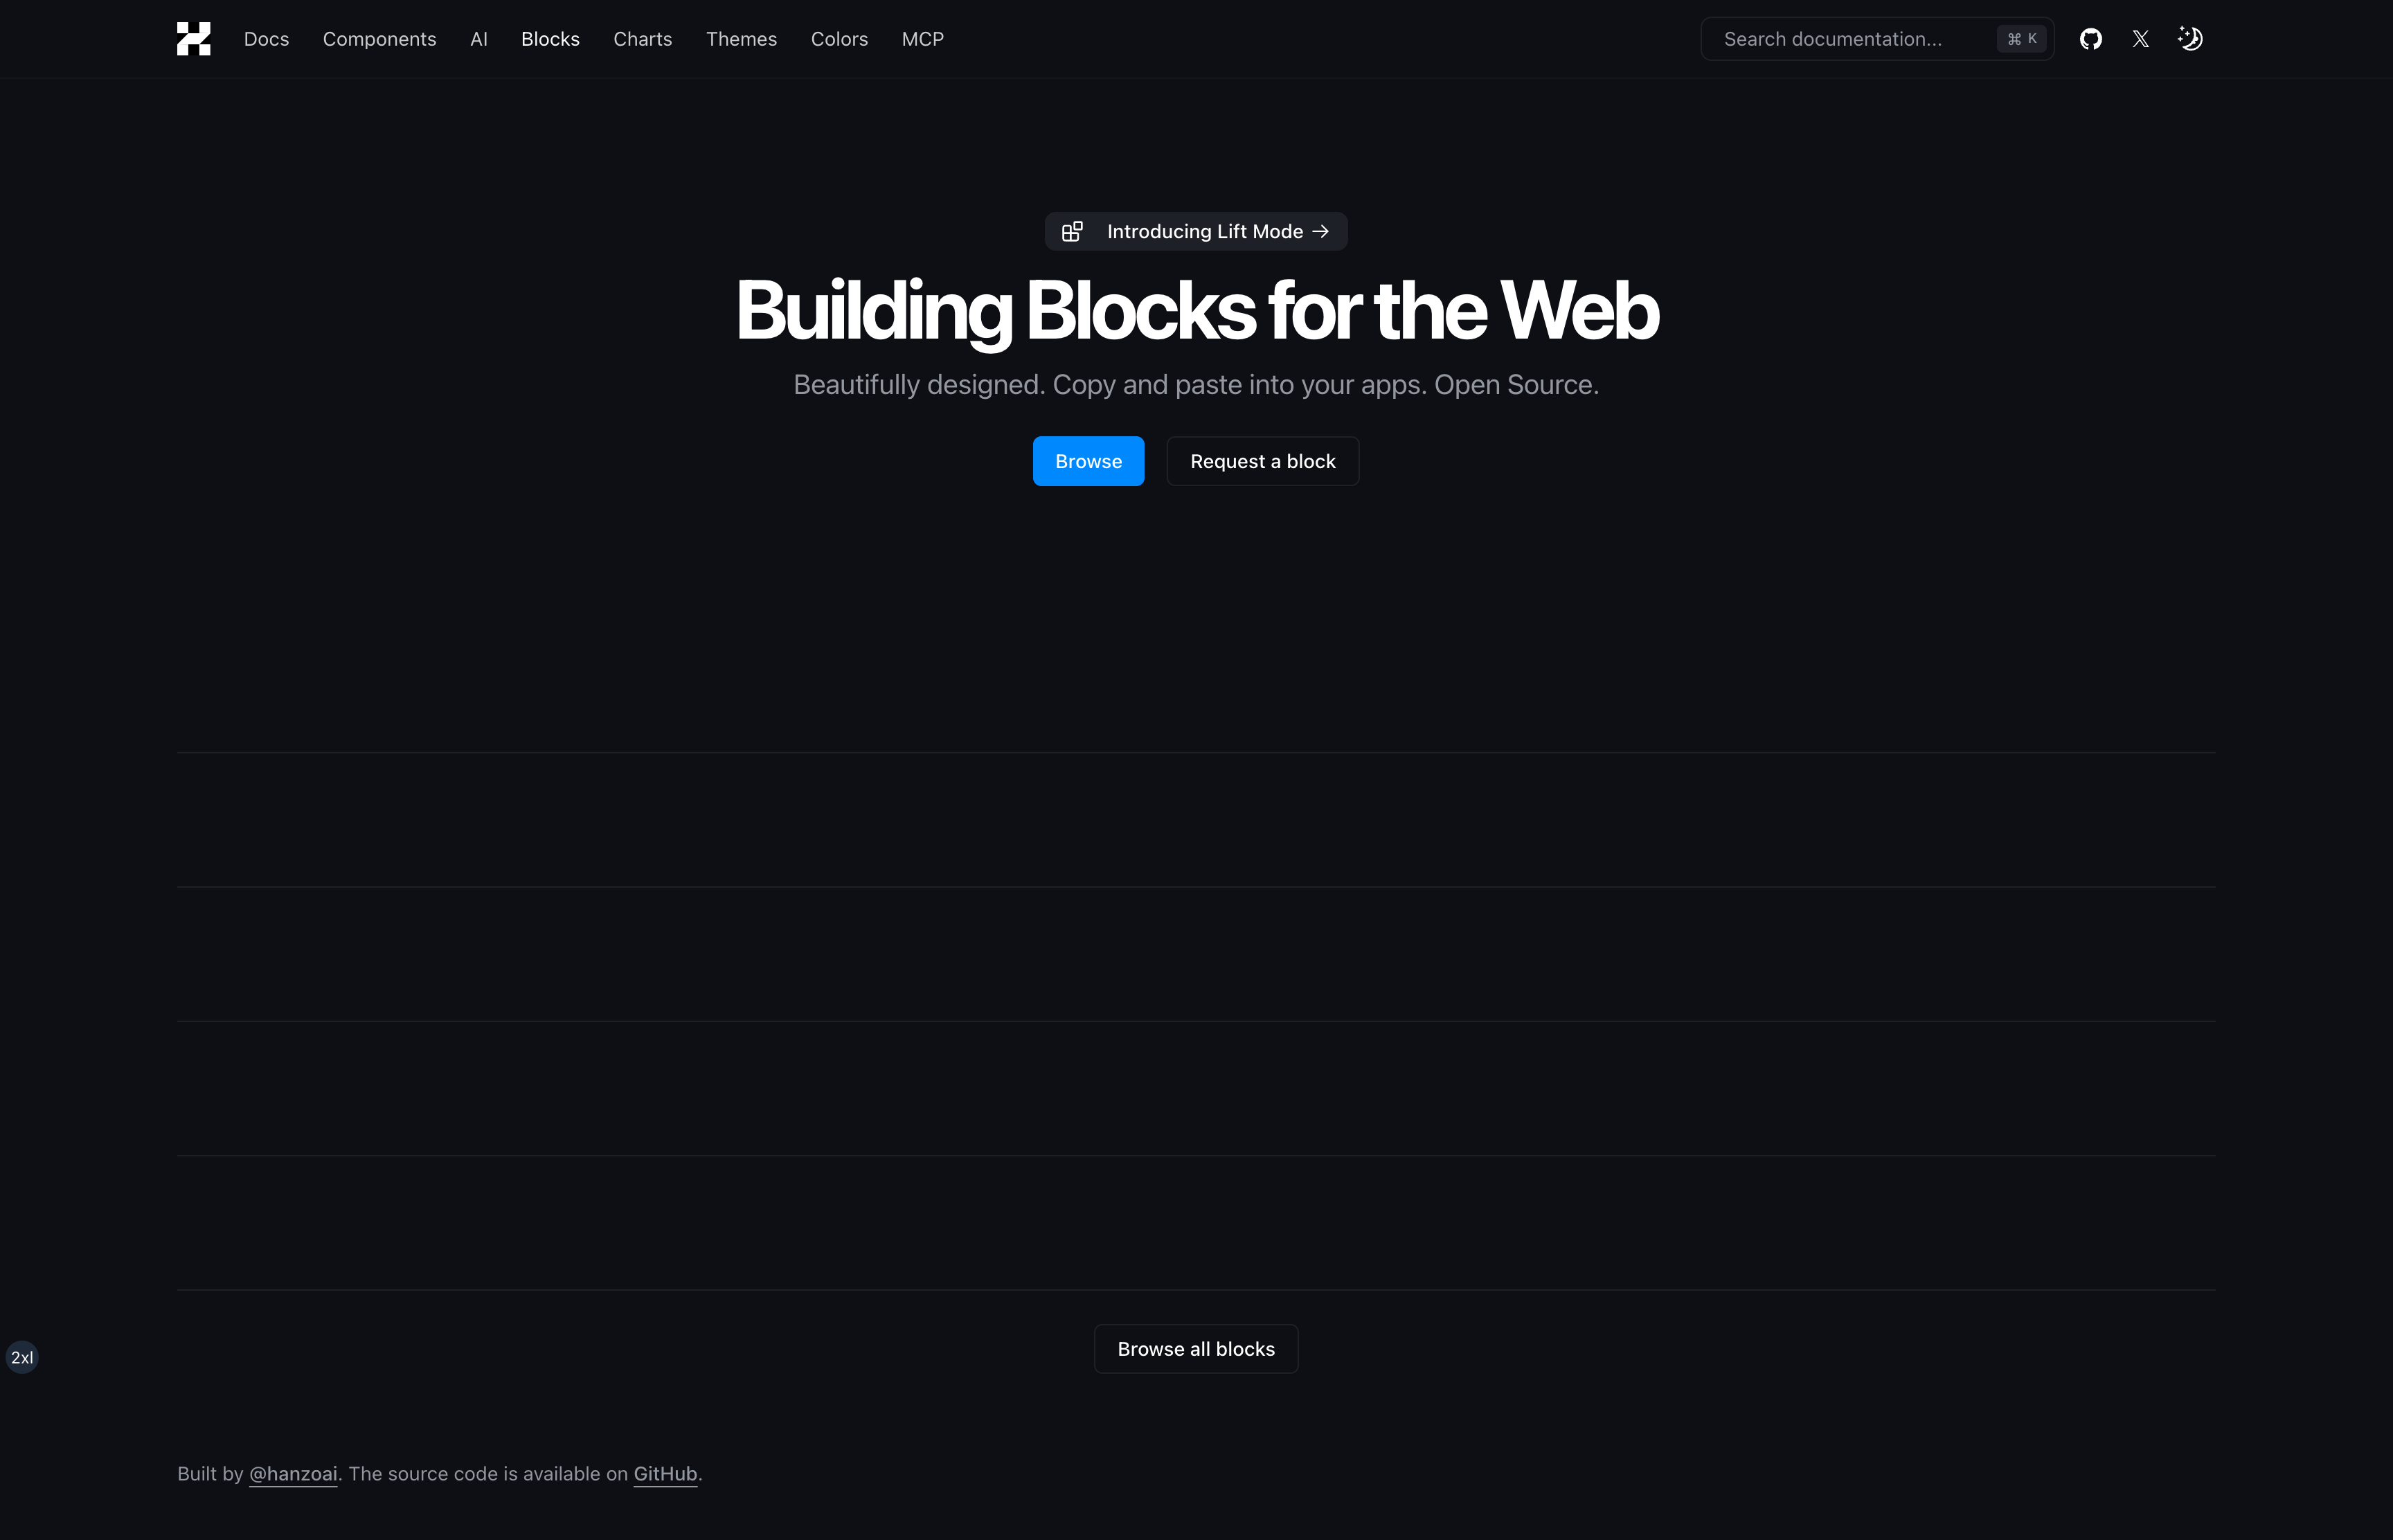 Docs Components AI Blocks Charts Themes Colors MCP Search documentation... ⌘ K
Introducing Lift Mode →
Building Blocks for the Web
Beautifully designed. Copy and paste into your apps. Open Source.
Browse Request a block
Browse all blocks
2xl
Built by @hanzoai. The source code is available on GitHub.